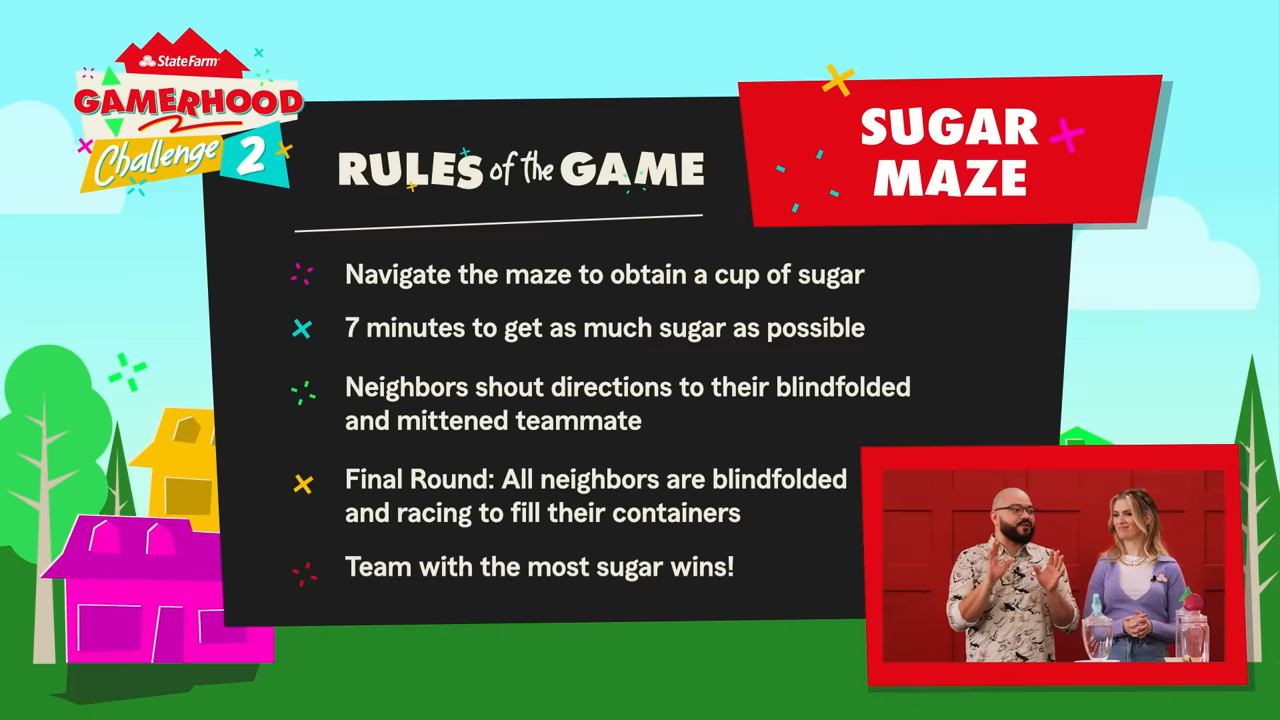 StateFarm
GAMERHOOD
Challenge 2
SUGAR
MAZE
RULES of the GAME
Navigate the maze to obtain a cup of sugar
7 minutes to get as much sugar as possible
Neighbors shout directions to their blindfolded
and mittened teammate
Final Round: All neighbors are blindfolded
and racing to fill their containers
Team with the most sugar wins!